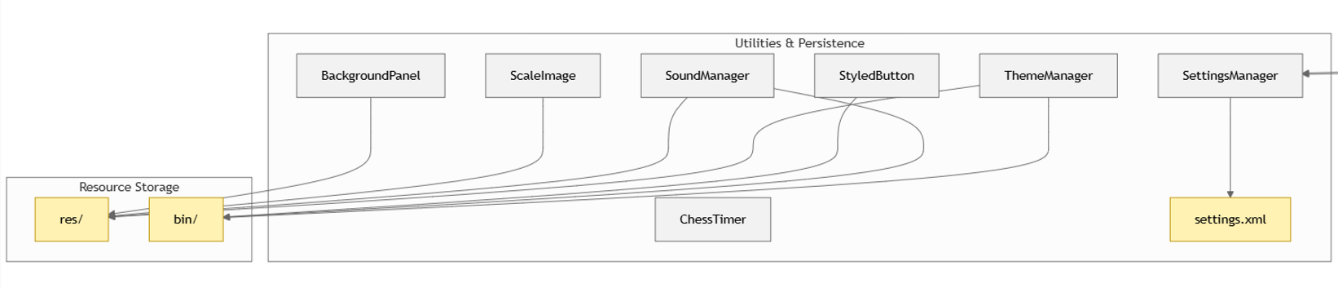 Utilities & Persistence
BackgroundPanel
ScaleImage
SoundManager
StyledButton
ThemeManager
SettingsManager
Resource Storage
res/
bin/
ChessTimer
settings.xml